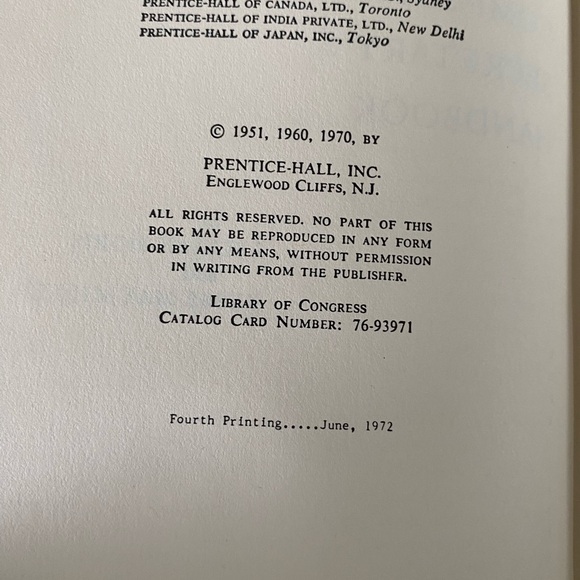 Sydney
PRENTICE-HALL OF CANADA, LTD., Toronto
PRENTICE-HALL OF INDIA PRIVATE, LTD., New Delhi
PRENTICE-HALL OF JAPAN, INC., Tokyo
© 1951, 1960, 1970, BY
PRENTICE-HALL, INC.
ENGLEWOOD CLIFFS, N.J.
ALL RIGHTS RESERVED. NO PART OF THIS
BOOK MAY BE REPRODUCED IN ANY FORM
OR BY ANY MEANS, WITHOUT PERMISSION
IN WRITING FROM THE PUBLISHER.
LIBRARY OF CONGRESS
CATALOG CARD NUMBER: 76-93971
Fourth Printing.....June, 1972